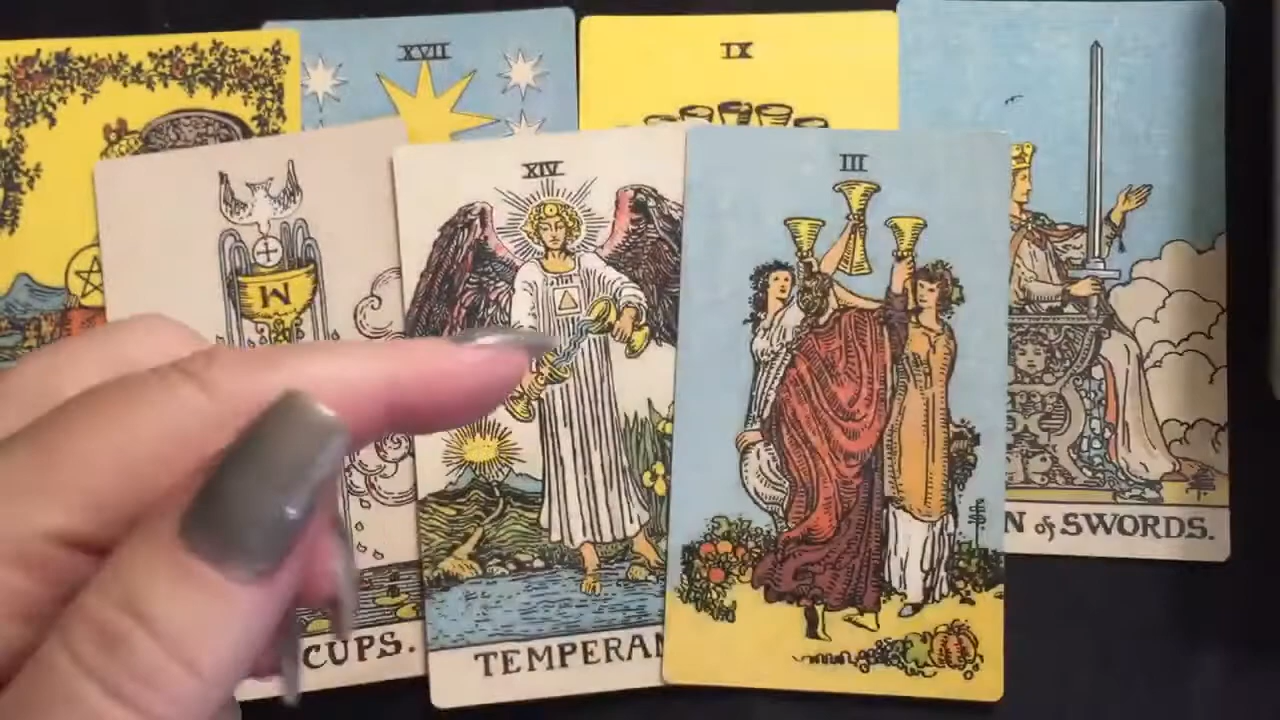 XVII
IX
XIV
III
W
N of SWORDS.
CUPS.
TEMPERAN